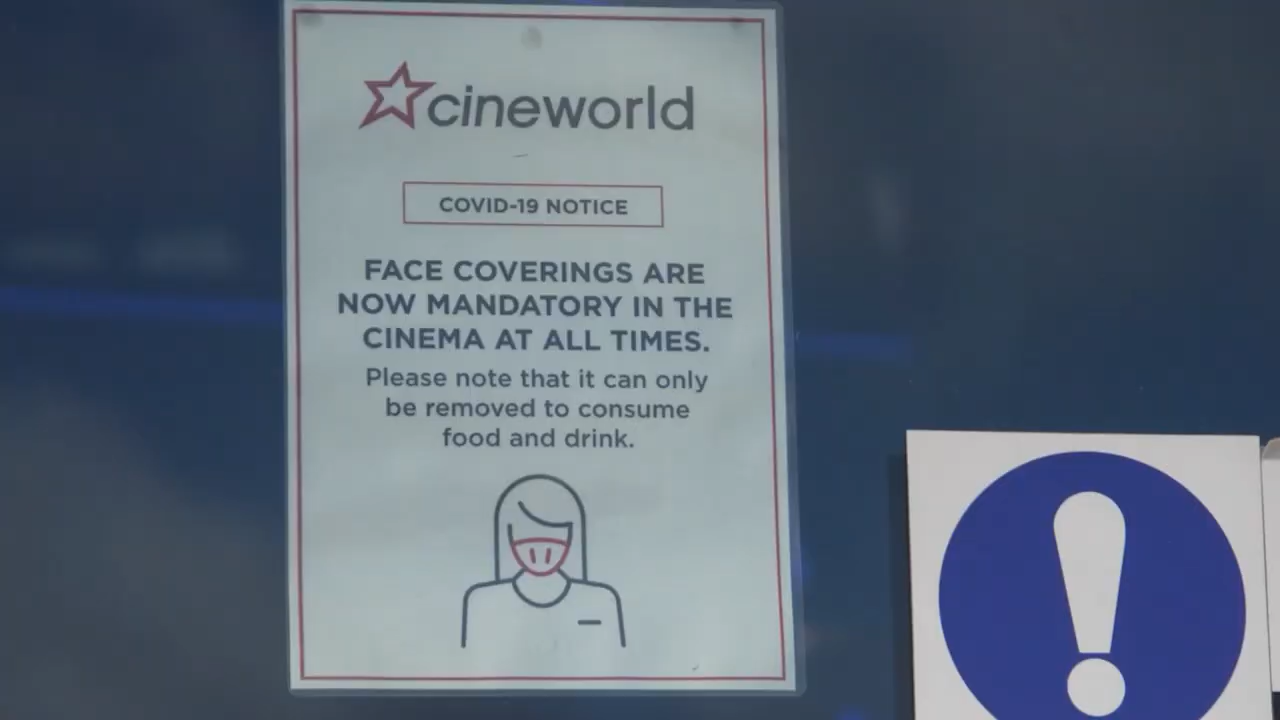 cineworld
COVID-19 NOTICE
FACE COVERINGS ARE
NOW MANDATORY IN THE
CINEMA AT ALL TIMES.
Please note that it can only
be removed to consume
food and drink.
!